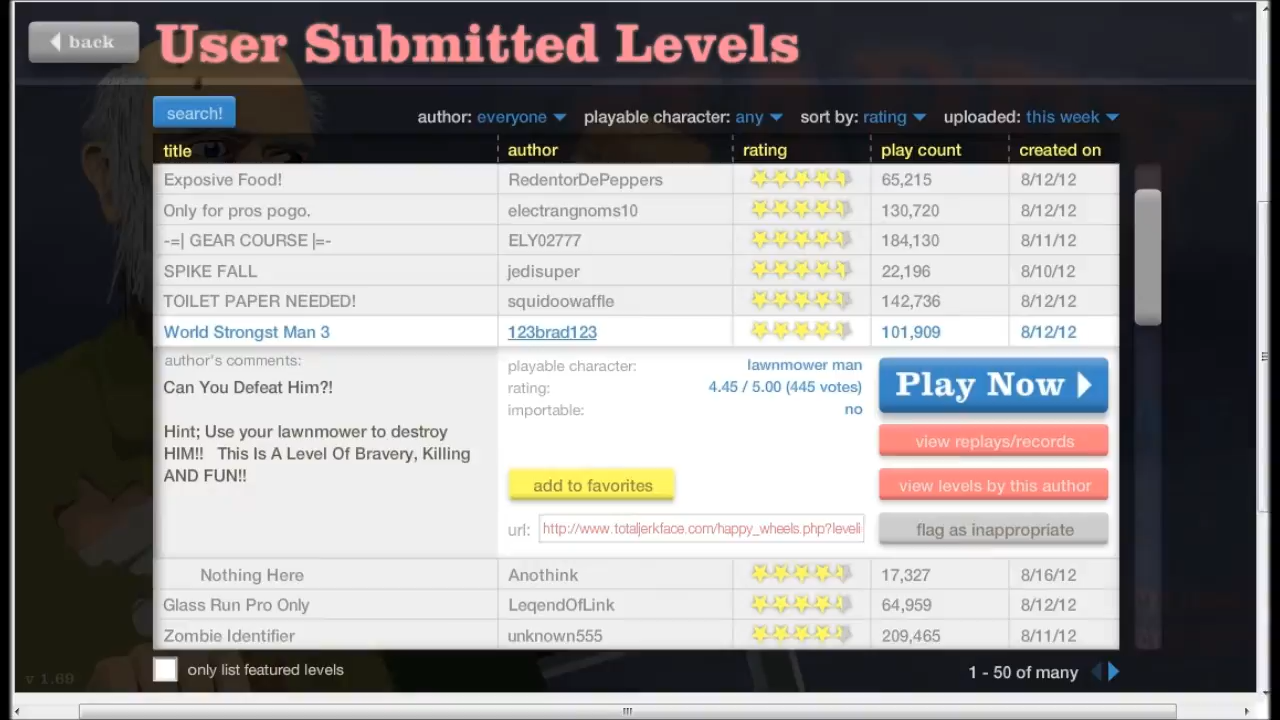 back
User Submitted Levels
search!
author: everyone playable character: any sort by: rating uploaded: this week
title author rating play count created on
Exposive Food! RedentorDePeppers 65,215 8/12/12
Only for pros pogo. electrangnoms10 130,720 8/12/12
-=| GEAR COURSE |=- ELY02777 184,130 8/11/12
SPIKE FALL jedisuper 22,196 8/10/12
TOILET PAPER NEEDED! squidoowaffle 142,736 8/12/12
World Strongst Man 3 123brad123 101,909 8/12/12
author's comments:
Can You Defeat Him?!
Hint; Use your lawnmower to destroy
HIM!! This Is A Level Of Bravery, Killing
AND FUN!!
playable character: lawnmower man
rating: 4.45 / 5.00 (445 votes)
importable: no
add to favorites
url: http://www.totaljerkface.com/happy_wheels.php?leveli
Play Now
view replays/records
view levels by this author
flag as inappropriate
Nothing Here Anothink 17,327 8/16/12
Glass Run Pro Only LeqendOfLink 64,959 8/12/12
Zombie Identifier unknown555 209,465 8/11/12
only list featured levels
1 - 50 of many
v 1.69